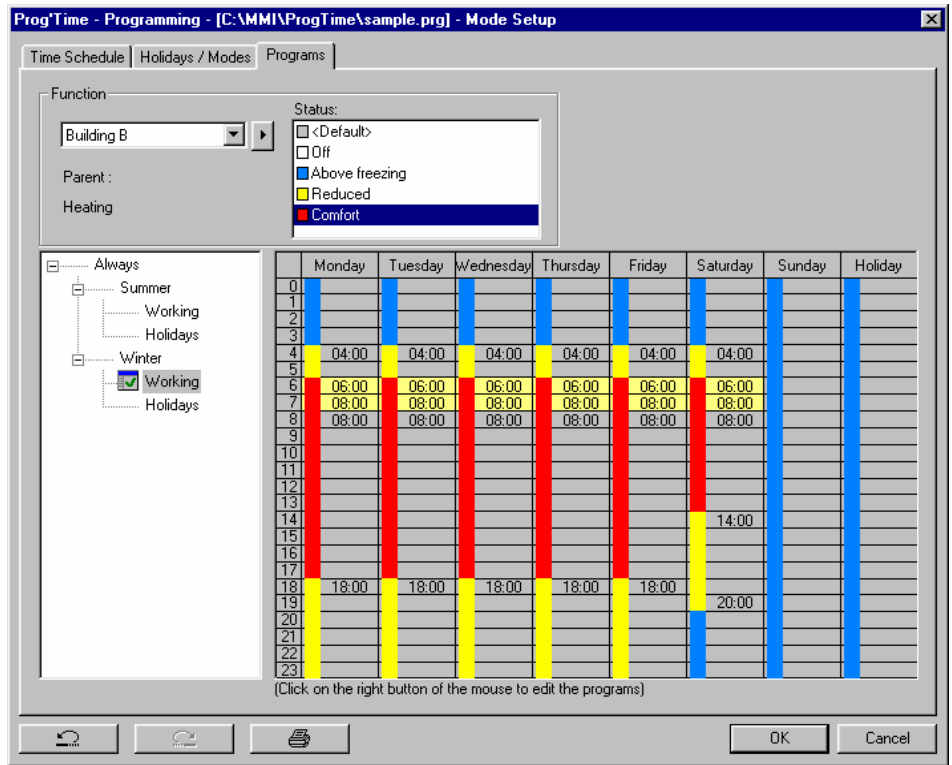 Prog'Time - Programming - [C:\MMI\ProgTime\sample.prg] - Mode Setup
Time Schedule Holidays / Modes Programs
Function
Status:
Building B
<Default>
Off
Above freezing
Reduced
Comfort
Parent :
Heating
Always
Summer
Working
Holidays
Winter
Working
Holidays
Monday Tuesday Wednesday Thursday Friday Saturday Sunday Holiday
0
1
2
3
4 04:00 04:00 04:00 04:00 04:00 04:00
5
6 06:00 06:00 06:00 06:00 06:00 06:00
7 08:00 08:00 08:00 08:00 08:00 08:00
8 08:00 08:00 08:00 08:00 08:00 08:00
9
10
11
12
13
14 14:00
15
16
17
18 18:00 18:00 18:00 18:00 18:00
19 20:00
20
21
22
23
(Click on the right button of the mouse to edit the programs)
OK Cancel